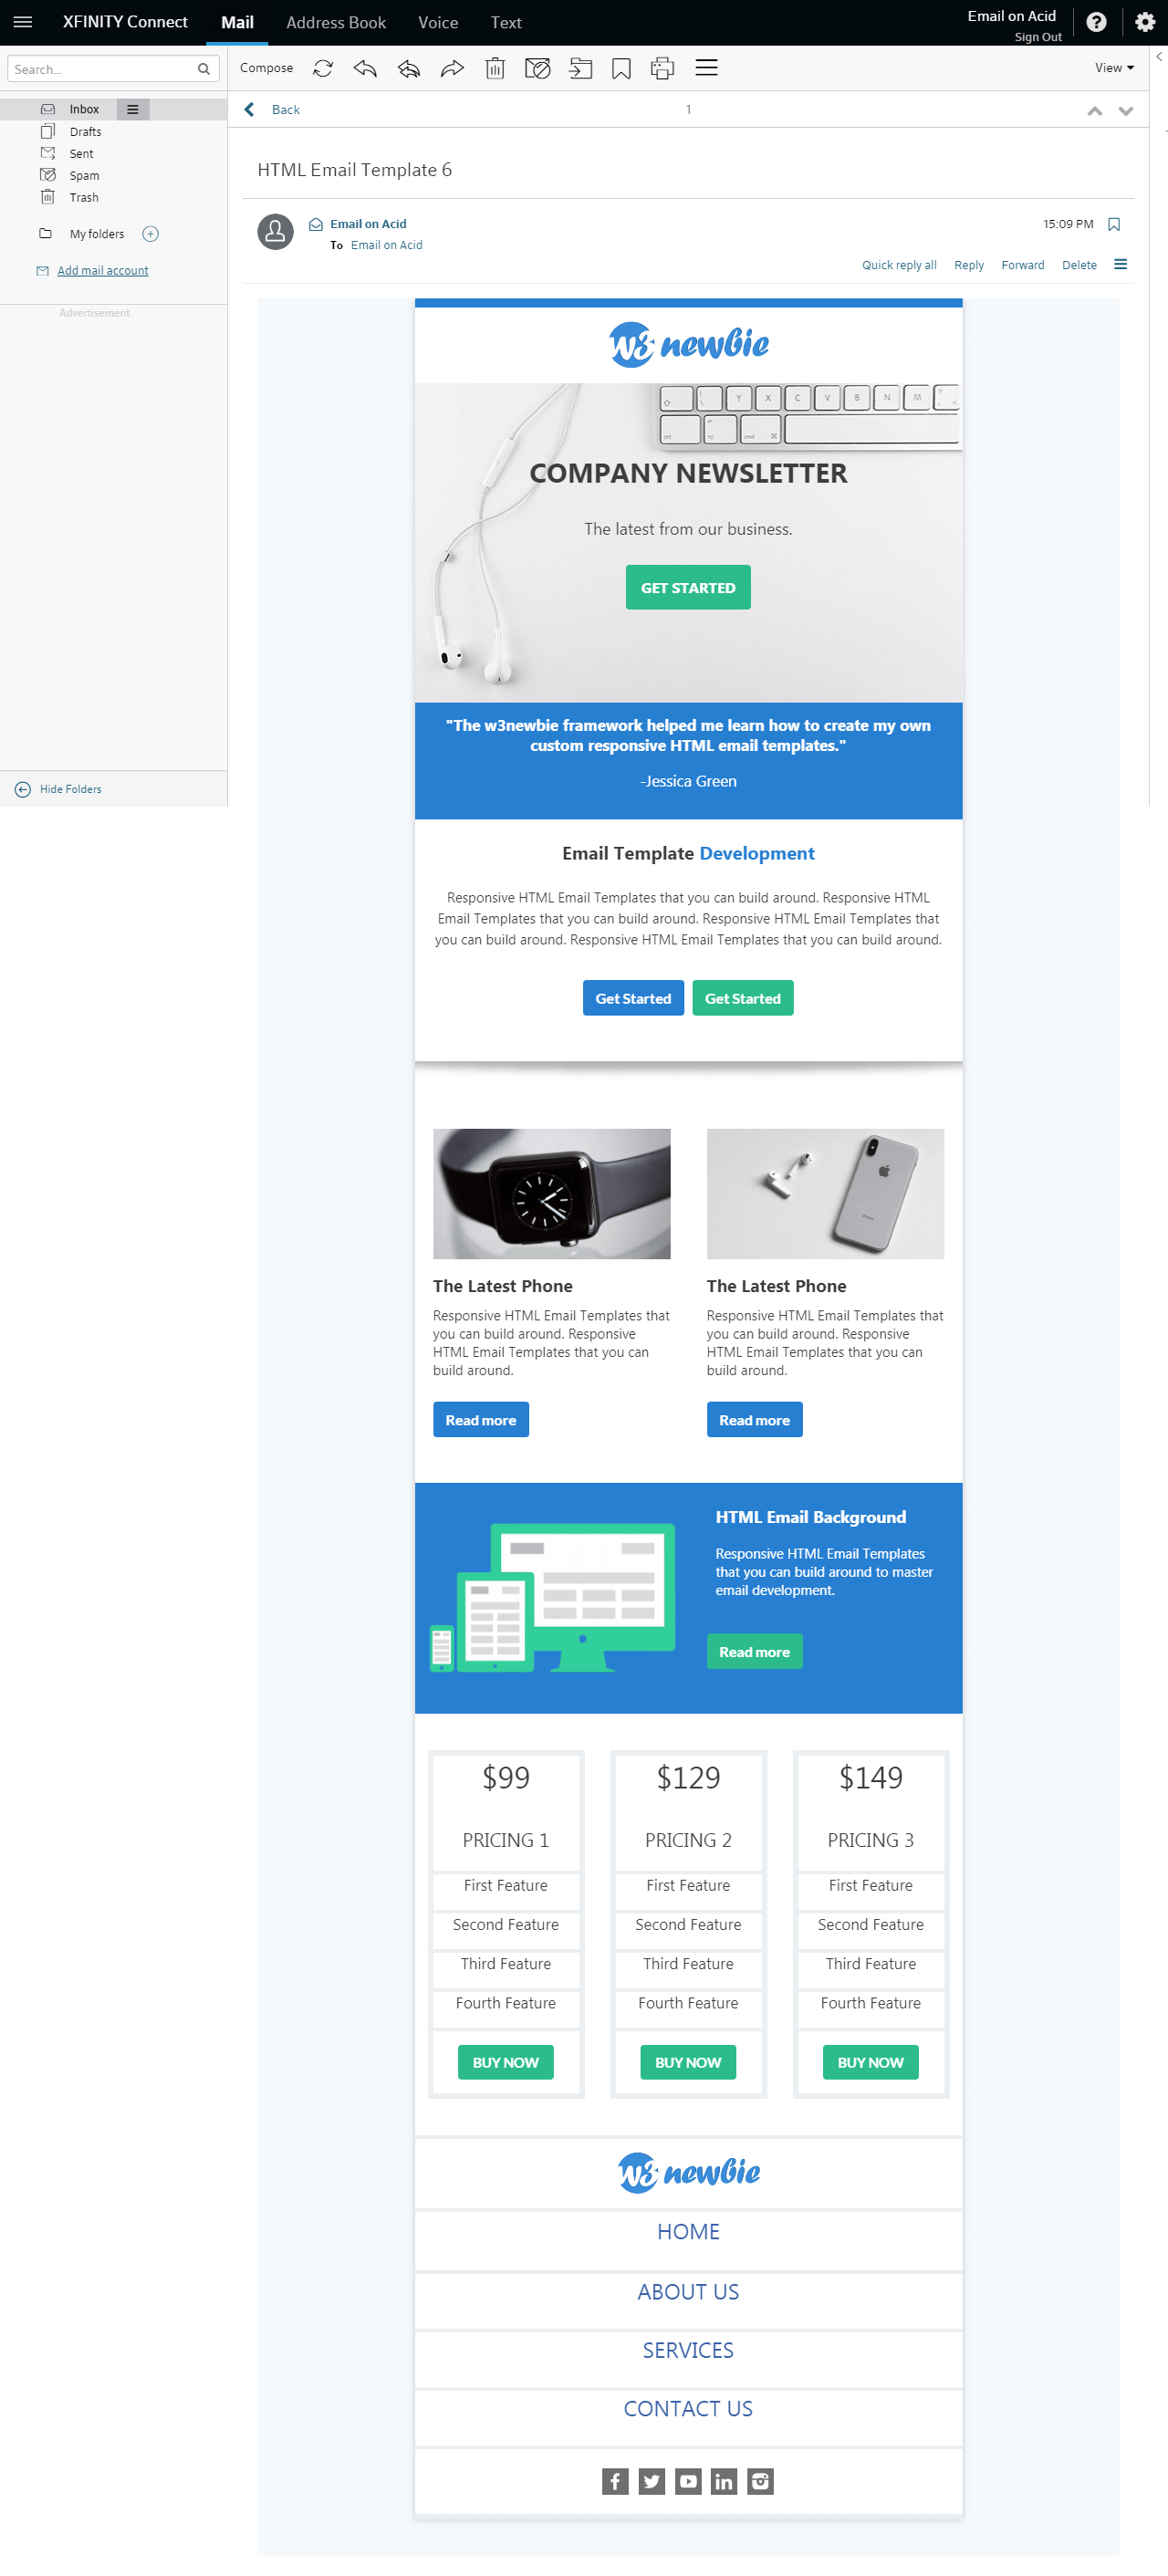 XFINITY Connect
Mail
Address Book
Voice
Text
Email on Acid
Sign Out
Search...
Compose
View
Inbox
Drafts
Sent
Spam
Trash
My folders
Add mail account
Advertisement
Hide Folders
Back
1
HTML Email Template 6
Email on Acid
15:09 PM
To Email on Acid
Quick reply all
Reply
Forward
Delete
w3 newbie
Z X C V B N M
ctrl
cmd
COMPANY NEWSLETTER
The latest from our business.
GET STARTED
"The w3newbie framework helped me learn how to create my own
custom responsive HTML email templates."
-Jessica Green
Email Template Development
Responsive HTML Email Templates that you can build around. Responsive HTML
Email Templates that you can build around. Responsive HTML Email Templates that
you can build around. Responsive HTML Email Templates that you can build around.
Get Started
Get Started
iPhone
The Latest Phone
Responsive HTML Email Templates that
you can build around. Responsive
HTML Email Templates that you can
build around.
Read more
The Latest Phone
Responsive HTML Email Templates that
you can build around. Responsive
HTML Email Templates that you can
build around.
Read more
HTML Email Background
Responsive HTML Email Templates
that you can build around to master
email development.
Read more
$99
PRICING 1
First Feature
Second Feature
Third Feature
Fourth Feature
BUY NOW
$129
PRICING 2
First Feature
Second Feature
Third Feature
Fourth Feature
BUY NOW
$149
PRICING 3
First Feature
Second Feature
Third Feature
Fourth Feature
BUY NOW
w3 newbie
HOME
ABOUT US
SERVICES
CONTACT US